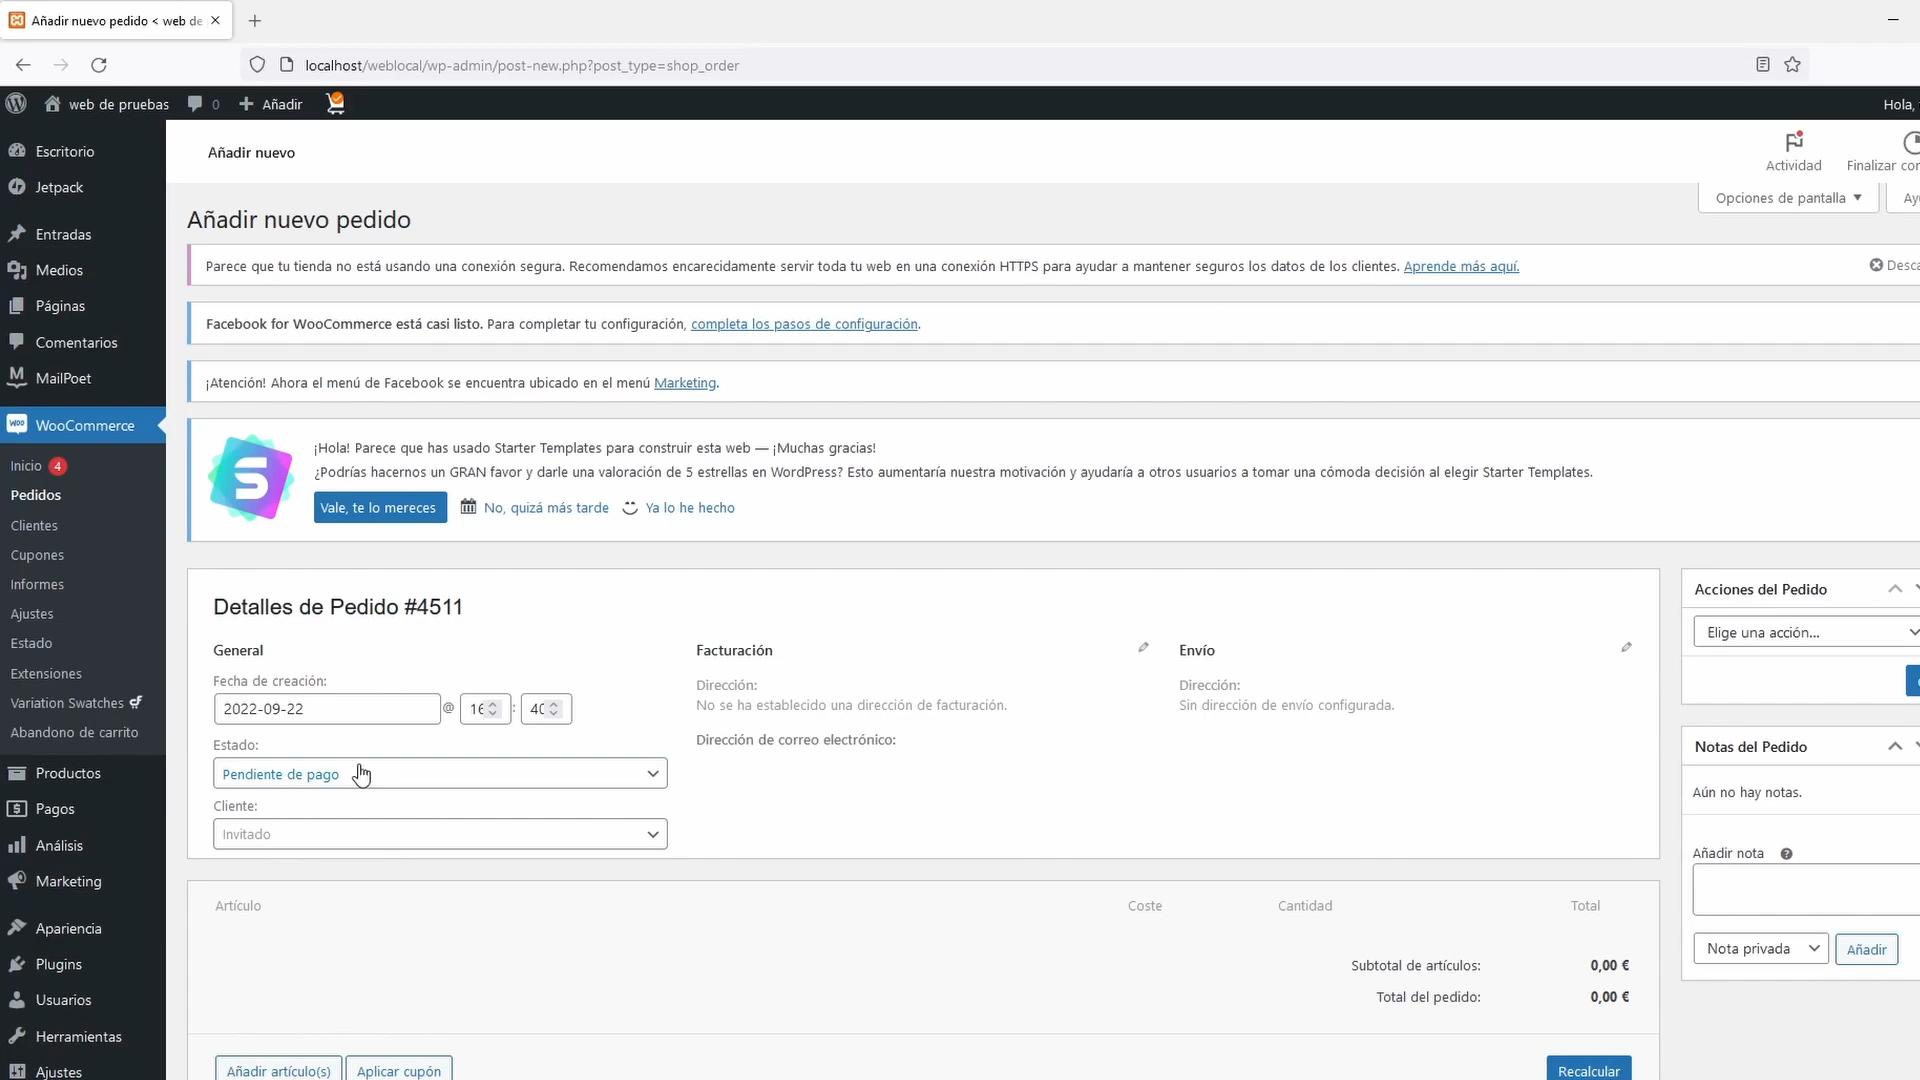 Añadir nuevo pedido < web de
localhost/weblocal/wp-admin/post-new.php?post_type=shop_order
web de pruebas
0
Añadir
Hola,
Escritorio
Jetpack
Entradas
Medios
Páginas
Comentarios
MailPoet
WooCommerce
Inicio 4
Pedidos
Clientes
Cupones
Informes
Ajustes
Estado
Extensiones
Variation Swatches
Abandono de carrito
Productos
Pagos
Análisis
Marketing
Apariencia
Plugins
Usuarios
Herramientas
Ajustes
Añadir nuevo
Actividad
Finalizar
Opciones de pantalla
Añadir nuevo pedido
Parece que tu tienda no está usando una conexión segura. Recomendamos encarecidamente servir toda tu web en una conexión HTTPS para ayudar a mantener seguros los datos de los clientes. Aprende más aquí.
Facebook for WooCommerce está casi listo. Para completar tu configuración, completa los pasos de configuración.
¡Atención! Ahora el menú de Facebook se encuentra ubicado en el menú Marketing.
¡Hola! Parece que has usado Starter Templates para construir esta web — ¡Muchas gracias!
¿Podrías hacernos un GRAN favor y darle una valoración de 5 estrellas en WordPress? Esto aumentaría nuestra motivación y ayudaría a otros usuarios a tomar una cómoda decisión al elegir Starter Templates.
Vale, te lo mereces
No, quizá más tarde
Ya lo he hecho
Detalles de Pedido #4511
General
Fecha de creación:
2022-09-22 @ 16 : 40
Estado:
Pendiente de pago
Cliente:
Invitado
Facturación
Dirección:
No se ha establecido una dirección de facturación.
Dirección de correo electrónico:
Envío
Dirección:
Sin dirección de envío configurada.
Artículo Coste Cantidad Total
Subtotal de artículos: 0,00 €
Total del pedido: 0,00 €
Añadir artículo(s)
Aplicar cupón
Recalcular
Acciones del Pedido
Elige una acción...
Notas del Pedido
Aún no hay notas.
Añadir nota
Nota privada
Añadir